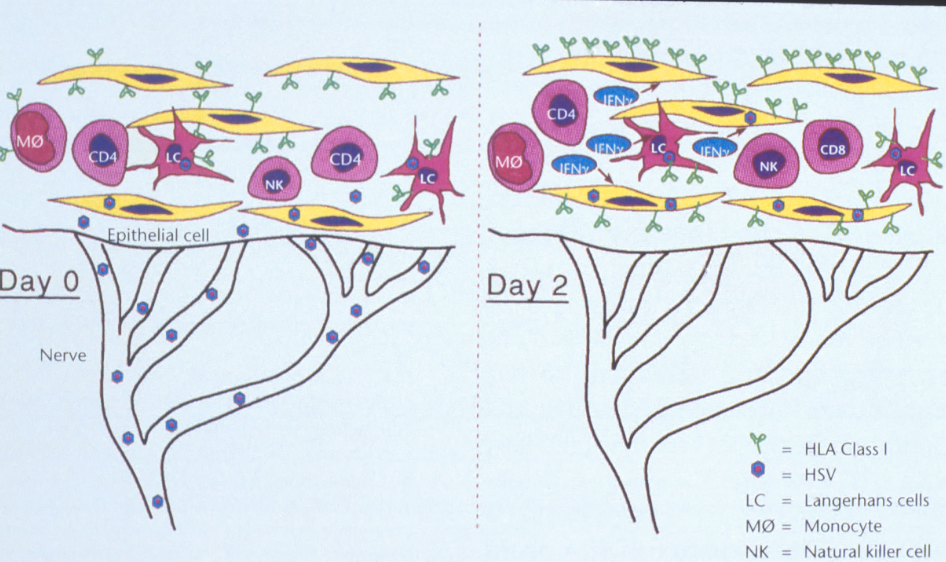 MØ
CD4
LC
NK
CD4
LC
Epithelial cell
Day 0
Nerve
CD4
IFNγ
MØ
IFNγ
IFNγ
LC
IFNγ
NK
CD8
LC
Day 2
= HLA Class I
= HSV
LC = Langerhans cells
MØ = Monocyte
NK = Natural killer cell